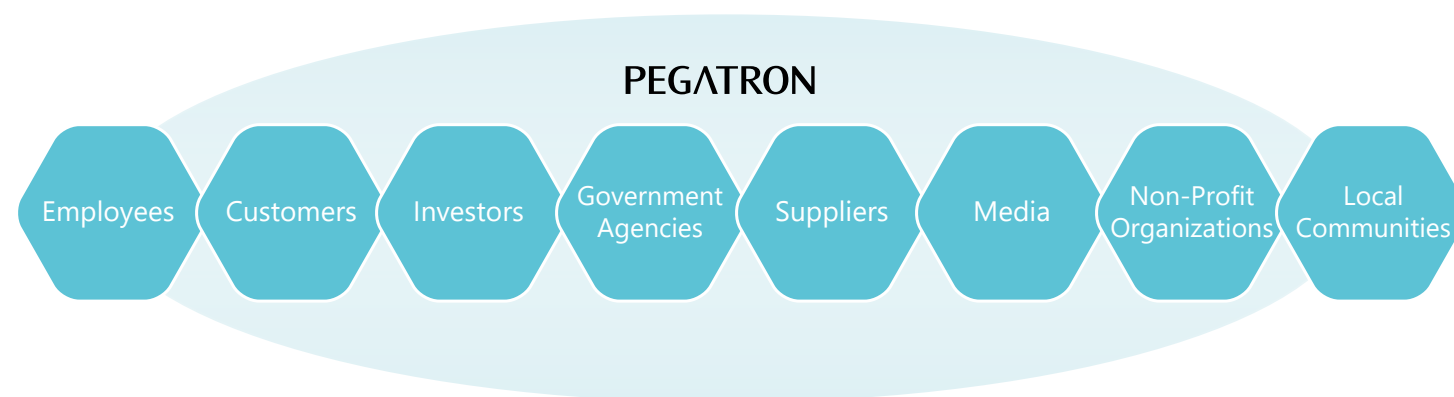 PEGATRON
Employees
Customers
Investors
Government
Agencies
Suppliers
Media
Non-Profit
Organizations
Local
Communities